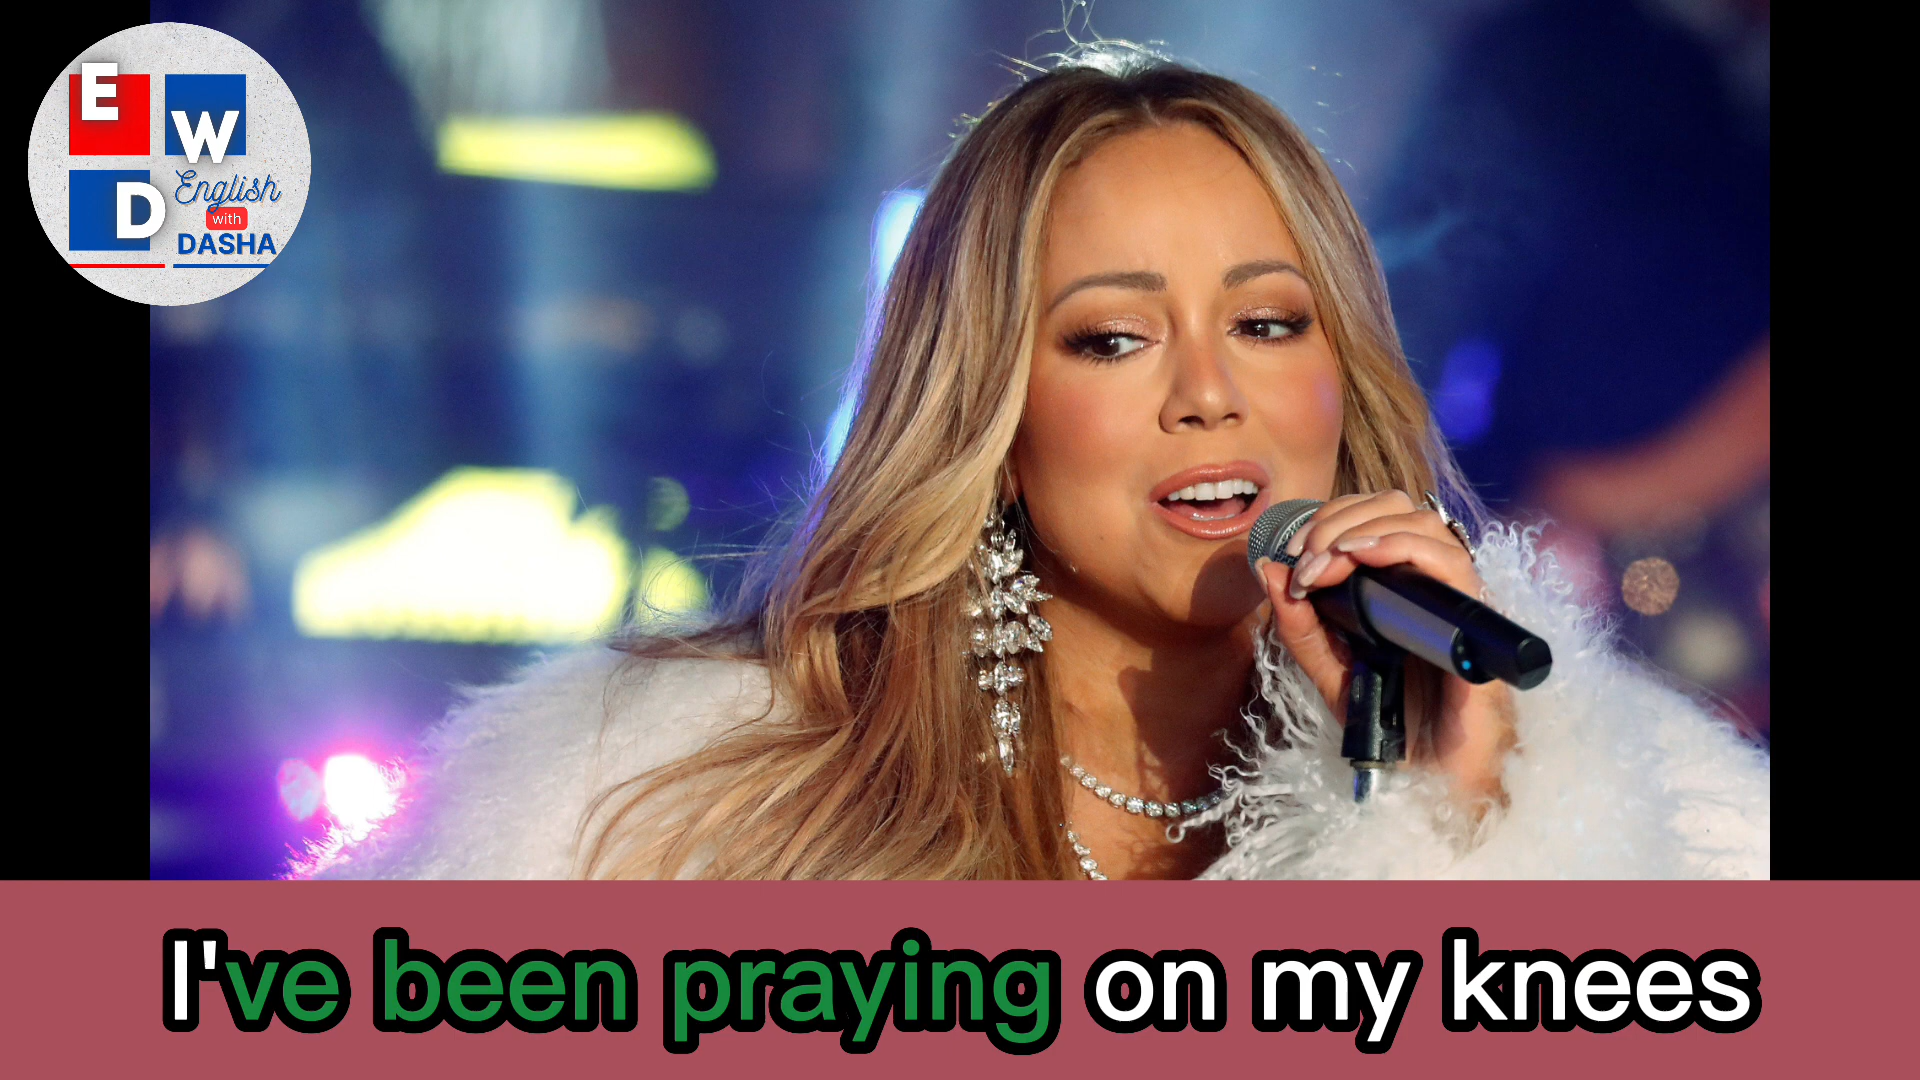 E
W
D
English
with
DASHA
I've been praying on my knees